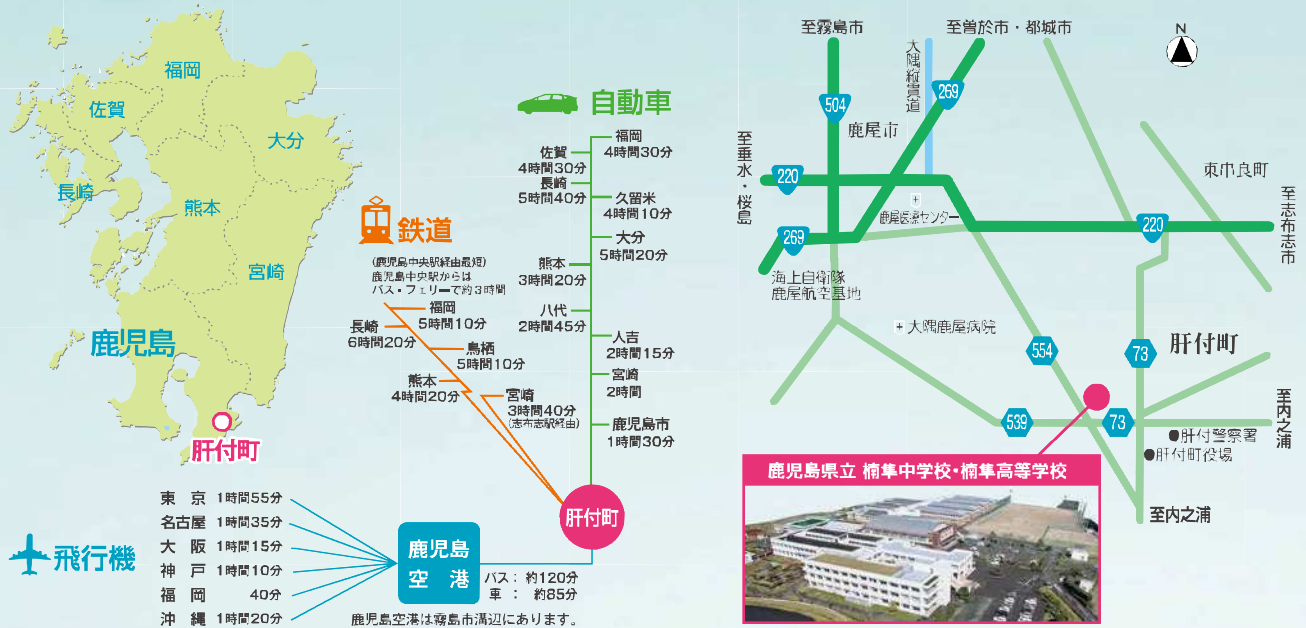 福岡
佐賀
大分
長崎
熊本
宮崎
鹿児島
肝付町
自動車
福岡
4時間30分
佐賀
4時間30分
長崎
5時間40分
久留米
4時間10分
大分
5時間20分
熊本
3時間20分
八代
2時間45分
人吉
2時間15分
宮崎
2時間
鹿児島市
1時間30分
鉄道
(鹿児島中央駅経由最短)
鹿児島中央駅からは
バス・フェリーで約3時間
福岡
5時間10分
長崎
6時間20分
鳥栖
5時間10分
熊本
4時間20分
宮崎
3時間40分
(志布志駅経由)
肝付町
飛行機
東 京 1時間55分
名古屋 1時間35分
大 阪 1時間15分
神 戸 1時間10分
福 岡 40分
沖 縄 1時間20分
鹿児島
空 港
バス: 約120分
車 : 約85分
鹿児島空港は霧島市溝辺にあります。
至霧島市
至曽於市・都城市
N
大隅縦貫道
504
269
鹿屋市
至垂水・桜島
220
東串良町
至志布志市
鹿屋医療センター
269
220
海上自衛隊
鹿屋航空基地
大隅鹿屋病院
554
73
肝付町
539
73
至内之浦
肝付警察署
肝付町役場
至内之浦
鹿児島県立 楠隼中学校・楠隼高等学校